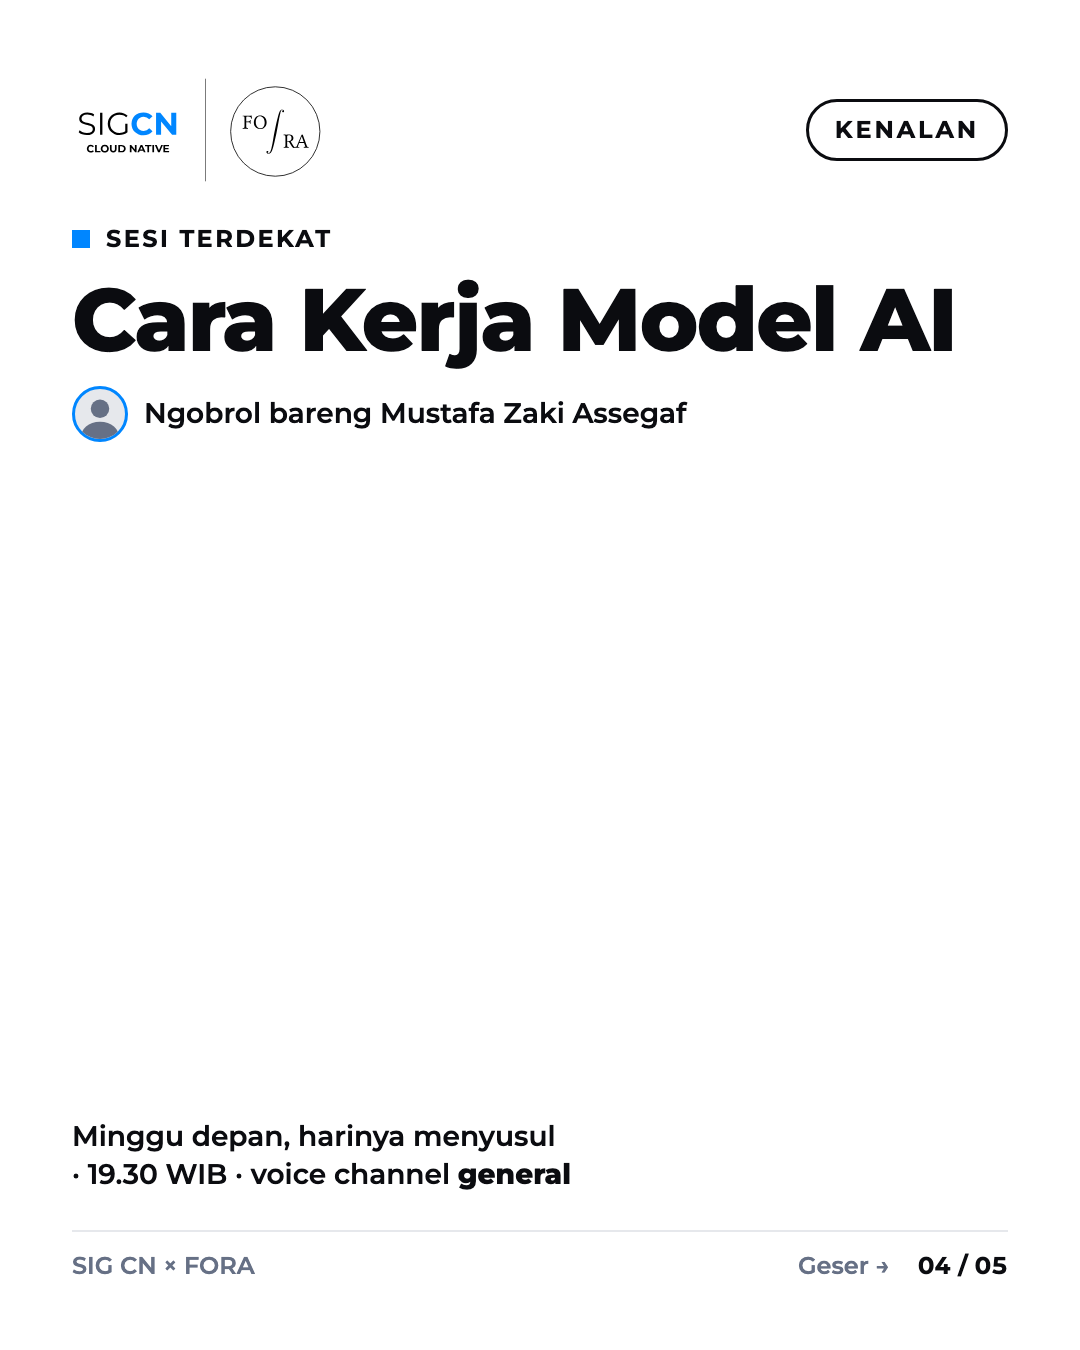 SIGCN
CLOUD NATIVE
FO RA
KENALAN
SESI TERDEKAT
Cara Kerja Model AI
Ngobrol bareng Mustafa Zaki Assegaf
Minggu depan, harinya menyusul
· 19.30 WIB · voice channel general
SIG CN × FORA
Geser → 04 / 05